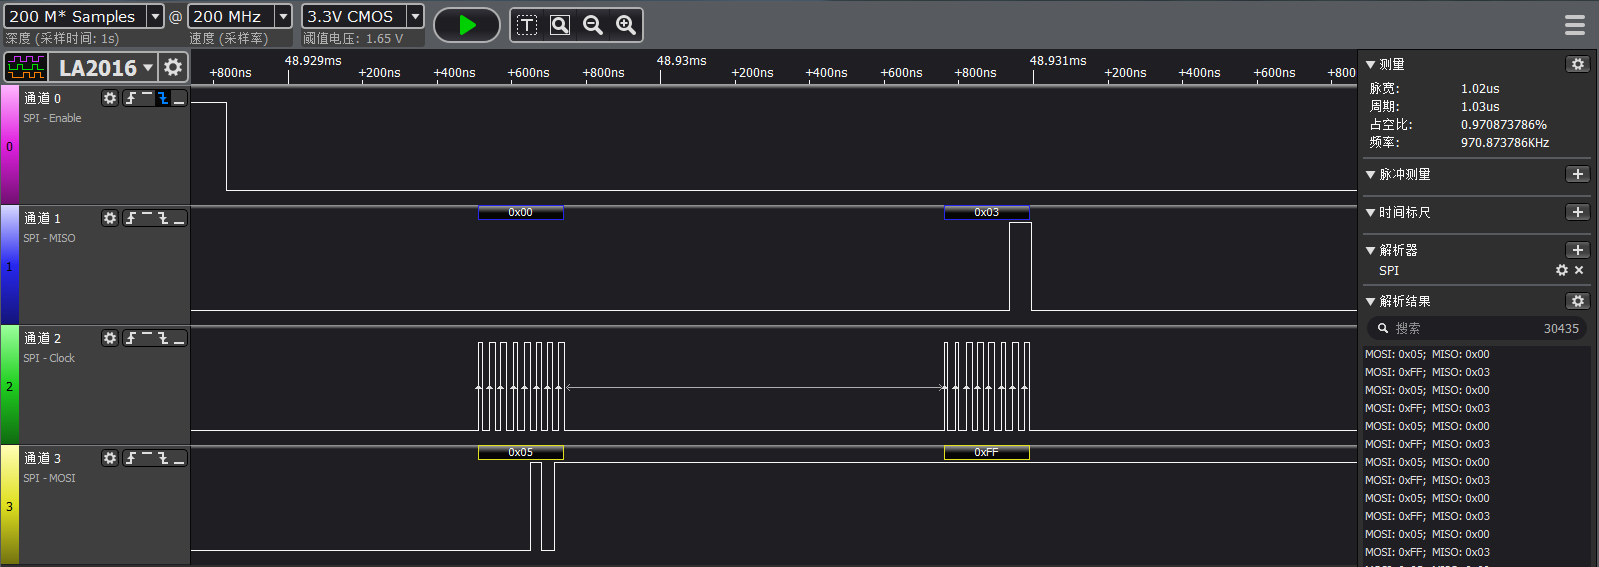 200 M* Samples @ 200 MHz 3.3V CMOS T
深度 (采样时间: 1s) 速度 (采样率) 阈值电压: 1.65 V
LA2016
48.929ms 48.93ms 48.931ms
+800ns +200ns +400ns +600ns +800ns +200ns +400ns +600ns +800ns +200ns +400ns +600ns +800
通道 0
SPI - Enable
0
通道 1
SPI - MISO
1
0x00 0x03
通道 2
SPI - Clock
2
通道 3
SPI - MOSI
3
0x05 0xFF
测量
脉宽: 1.02us
周期: 1.03us
占空比: 0.970873786%
频率: 970.873786KHz
脉冲测量
时间标尺
解析器
SPI
解析结果
搜索 30435
MOSI: 0x05; MISO: 0x00
MOSI: 0xFF; MISO: 0x03
MOSI: 0x05; MISO: 0x00
MOSI: 0xFF; MISO: 0x03
MOSI: 0x05; MISO: 0x00
MOSI: 0xFF; MISO: 0x03
MOSI: 0x05; MISO: 0x00
MOSI: 0xFF; MISO: 0x03
MOSI: 0x05; MISO: 0x00
MOSI: 0xFF; MISO: 0x03
MOSI: 0x05; MISO: 0x00
MOSI: 0xFF; MISO: 0x03